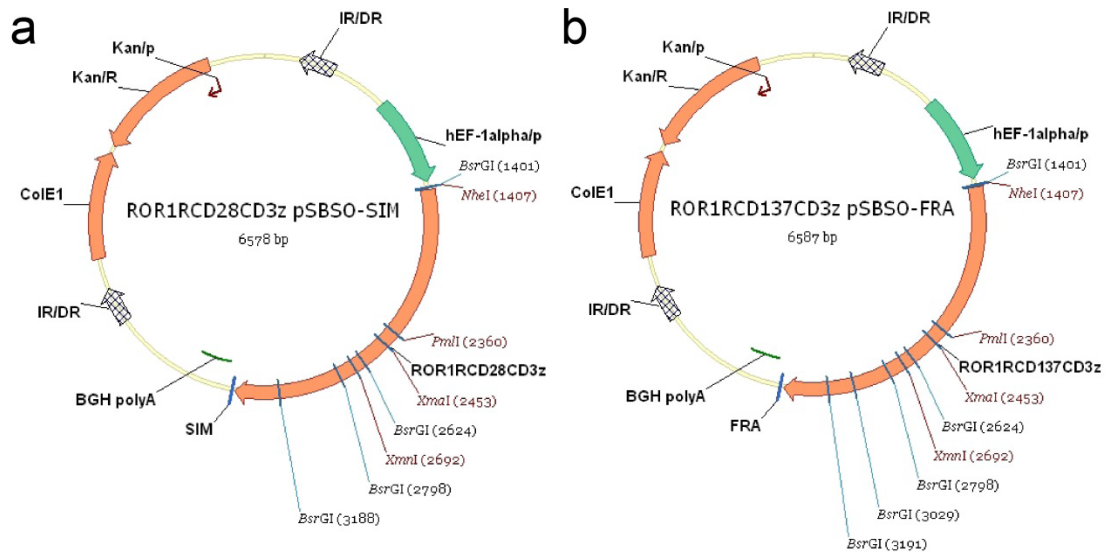 a
IR/DR
Kan/p
Kan/R
hEF-1alpha/p
BsrGI (1401)
NheI (1407)
ColE1
ROR1RCD28CD3z pSBSO-SIM
6578 bp
IR/DR
PmlI (2360)
ROR1RCD28CD3z
XmaI (2453)
BGH polyA
BsrGI (2624)
SIM
XmnI (2692)
BsrGI (2798)
BsrGI (3188)
b
IR/DR
Kan/p
Kan/R
hEF-1alpha/p
BsrGI (1401)
NheI (1407)
ColE1
ROR1RCD137CD3z pSBSO-FRA
6587 bp
IR/DR
PmlI (2360)
ROR1RCD137CD3z
XmaI (2453)
BGH polyA
BsrGI (2624)
FRA
XmnI (2692)
BsrGI (2798)
BsrGI (3029)
BsrGI (3191)